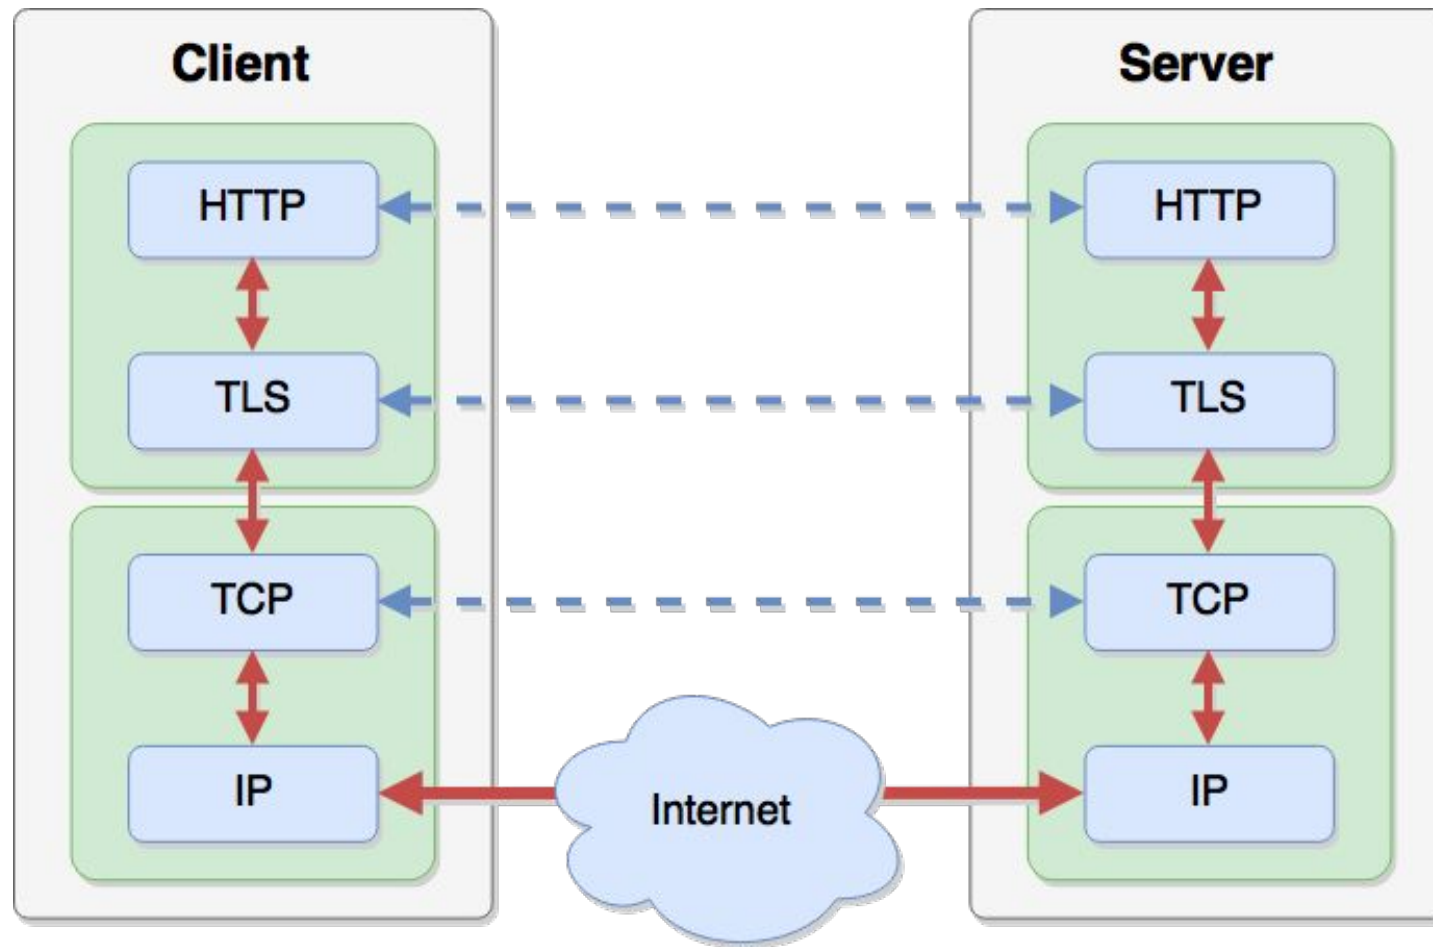 Client
Server
HTTP
HTTP
TLS
TLS
TCP
TCP
IP
Internet
IP